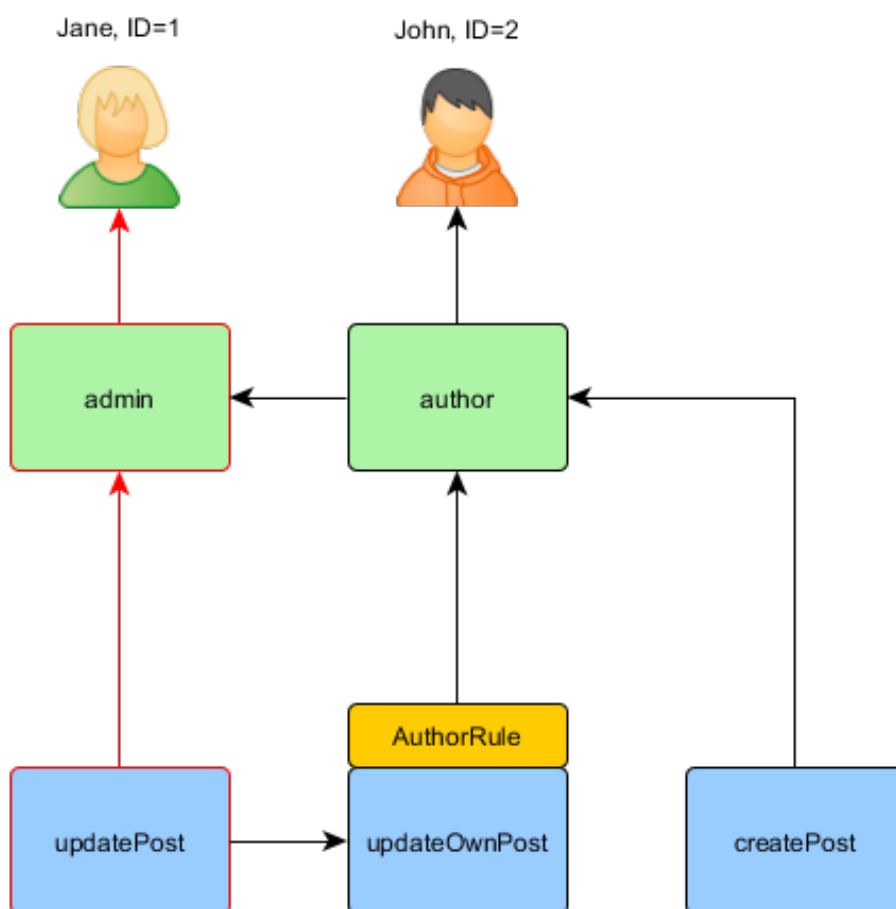 Jane, ID=1
John, ID=2
admin
author
AuthorRule
updatePost
updateOwnPost
createPost